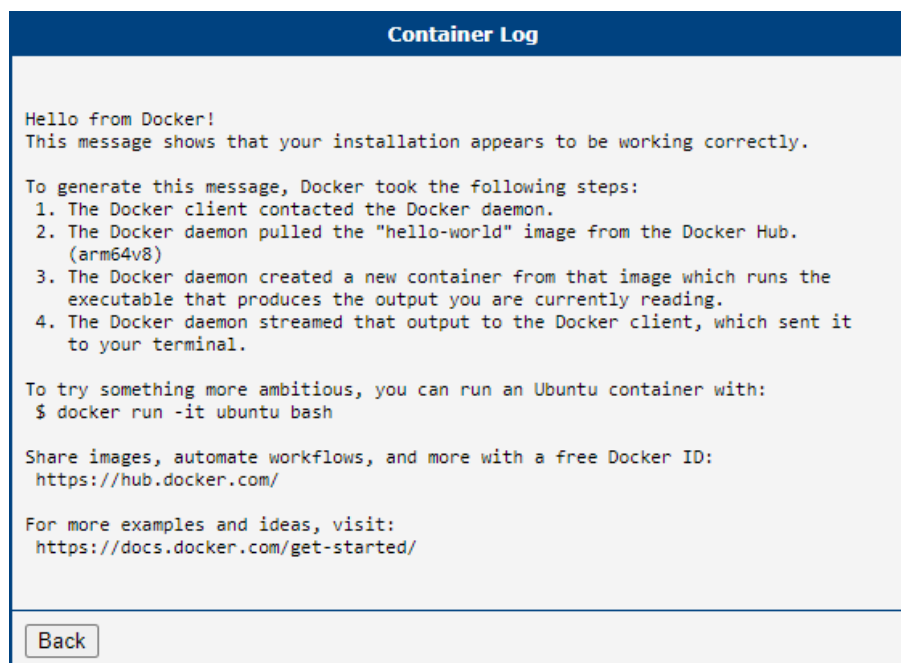 Container Log
Hello from Docker!
This message shows that your installation appears to be working correctly.
To generate this message, Docker took the following steps:
1. The Docker client contacted the Docker daemon.
2. The Docker daemon pulled the "hello-world" image from the Docker Hub.
(arm64v8)
3. The Docker daemon created a new container from that image which runs the
executable that produces the output you are currently reading.
4. The Docker daemon streamed that output to the Docker client, which sent it
to your terminal.
To try something more ambitious, you can run an Ubuntu container with:
$ docker run -it ubuntu bash
Share images, automate workflows, and more with a free Docker ID:
https://hub.docker.com/
For more examples and ideas, visit:
https://docs.docker.com/get-started/
Back